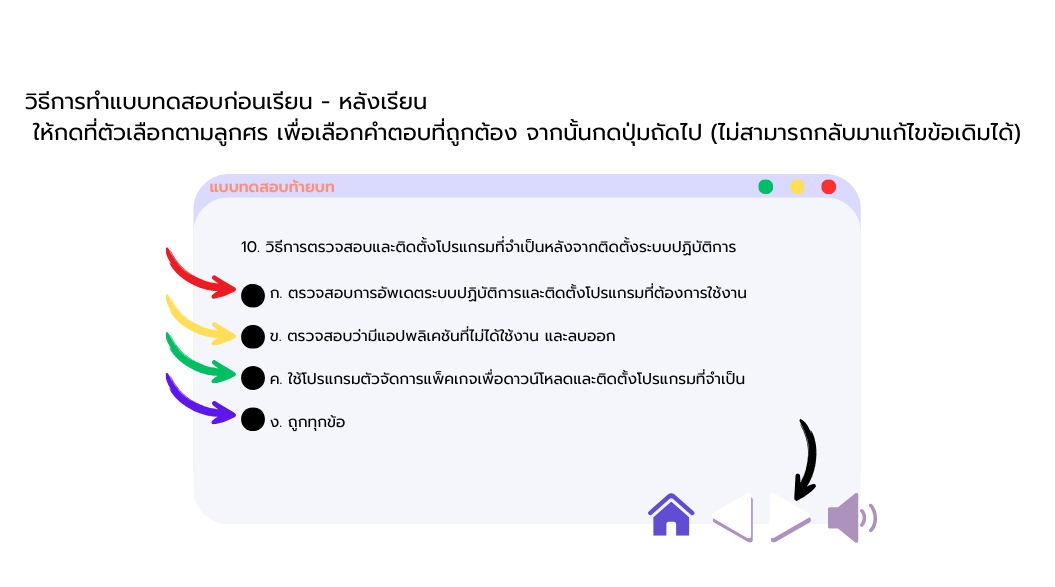 วิธีการทำแบบทดสอบก่อนเรียน - หลังเรียน
ให้กดที่ตัวเลือกตามลูกศร เพื่อเลือกคำตอบที่ถูกต้อง จากนั้นกดปุ่มถัดไป (ไม่สามารถกลับมาแก้ไขข้อเดิมได้)
แบบทดสอบท้ายบท
10. วิธีการตรวจสอบและติดตั้งโปรแกรมที่จำเป็นหลังจากติดตั้งระบบปฏิบัติการ
ก. ตรวจสอบการอัพเดตระบบปฏิบัติการและติดตั้งโปรแกรมที่ต้องการใช้งาน
ข. ตรวจสอบว่ามีแอปพลิเคชันที่ไม่ได้ใช้งาน และลบออก
ค. ใช้โปรแกรมตัวจัดการแพ็คเกจเพื่อดาวน์โหลดและติดตั้งโปรแกรมที่จำเป็น
ง. ถูกทุกข้อ